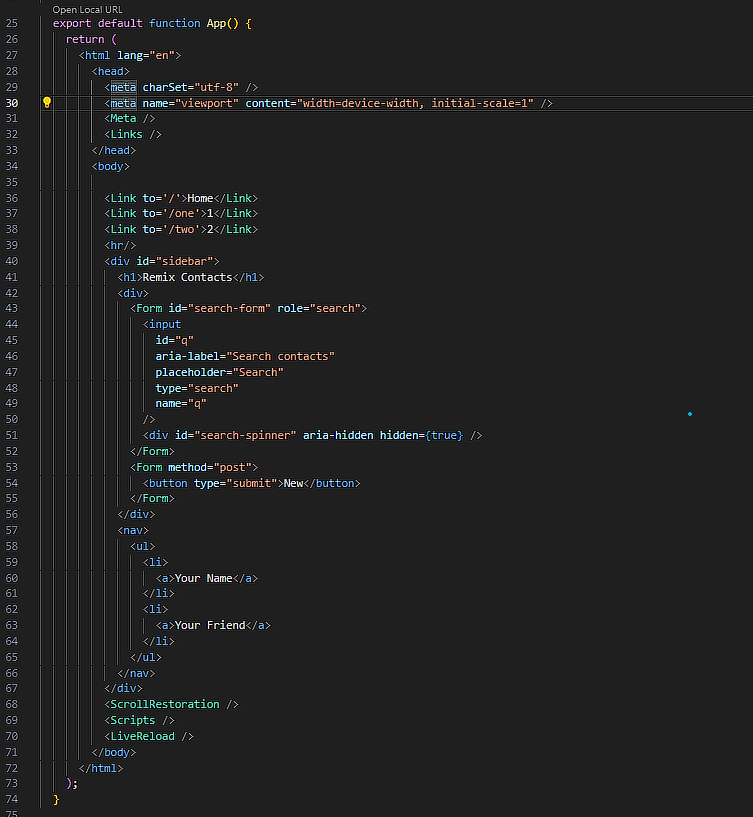 Open Local URL
25 export default function App() {
26 return (
27 <html lang="en">
28 <head>
29 <meta charSet="utf-8" />
30 <meta name="viewport" content="width=device-width, initial-scale=1" />
31 <Meta />
32 <Links />
33 </head>
34 <body>
35
36 <Link to='/'>Home</Link>
37 <Link to='/one'>1</Link>
38 <Link to='/two'>2</Link>
39 <hr/>
40 <div id="sidebar">
41 <h1>Remix Contacts</h1>
42 <div>
43 <Form id="search-form" role="search">
44 <input
45 id="q"
46 aria-label="Search contacts"
47 placeholder="Search"
48 type="search"
49 name="q"
50 />
51 <div id="search-spinner" aria-hidden hidden={true} />
52 </Form>
53 <Form method="post">
54 <button type="submit">New</button>
55 </Form>
56 </div>
57 <nav>
58 <ul>
59 <li>
60 <a>Your Name</a>
61 </li>
62 <li>
63 <a>Your Friend</a>
64 </li>
65 </ul>
66 </nav>
67 </div>
68 <ScrollRestoration />
69 <Scripts />
70 <LiveReload />
71 </body>
72 </html>
73 );
74 }
75